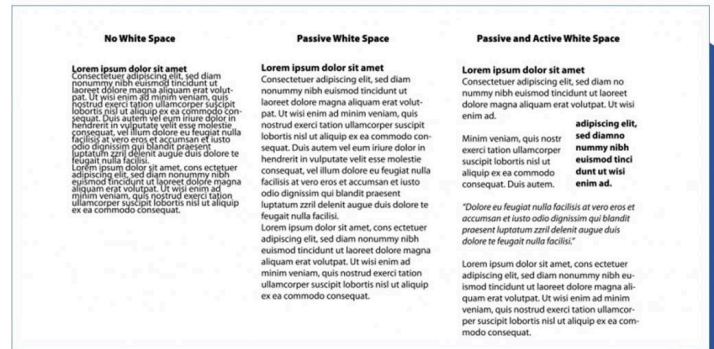 No White Space
Lorem ipsum dolor sit amet
Consectetuer adipiscing elit, sed diam
nonummy nibh euismod tincidunt ut
laoreet dolore magna aliquam erat volut-
pat. Ut wisi enim ad minim veniam, quis
nostrud exerci tation ullamcorper suscipit
lobortis nisl ut aliquip ex ea commodo con-
sequat. Duis autem vel eum iriure dolor in
hendrerit in vulputate velit esse molestie
consequat, vel illum dolore eu feugiat nulla
facilisis at vero eros et accumsan et iusto
odio dignissim qui blandit praesent
luptatum zzril delenit augue duis dolore te
feugait nulla facilisi.
Lorem ipsum dolor sit amet, cons ectetuer
adipiscing elit, sed diam nonummy nibh
euismod tincidunt ut laoreet dolore magna
aliquam erat volutpat. Ut wisi enim ad
minim veniam, quis nostrud exerci tation
ullamcorper suscipit lobortis nisl ut aliquip
ex ea commodo consequat.
Passive White Space
Lorem ipsum dolor sit amet
Consectetuer adipiscing elit, sed diam
nonummy nibh euismod tincidunt ut
laoreet dolore magna aliquam erat volut-
pat. Ut wisi enim ad minim veniam, quis
nostrud exerci tation ullamcorper suscipit
lobortis nisl ut aliquip ex ea commodo con-
sequat. Duis autem vel eum iriure dolor in
hendrerit in vulputate velit esse molestie
consequat, vel illum dolore eu feugiat nulla
facilisis at vero eros et accumsan et iusto
odio dignissim qui blandit praesent
luptatum zzril delenit augue duis dolore te
feugait nulla facilisi.
Lorem ipsum dolor sit amet, cons ectetuer
adipiscing elit, sed diam nonummy nibh
euismod tincidunt ut laoreet dolore magna
aliquam erat volutpat. Ut wisi enim ad
minim veniam, quis nostrud exerci tation
ullamcorper suscipit lobortis nisl ut aliquip
ex ea commodo consequat.
Passive and Active White Space
Lorem ipsum dolor sit amet
Consectetuer adipiscing elit, sed diam no
nummy nibh euismod tincidunt ut laoreet
dolore magna aliquam erat volutpat. Ut wisi
enim ad.
Minim veniam, quis nostr
exerci tation ullamcorper
suscipit lobortis nisl ut
aliquip ex ea commodo
consequat. Duis autem.
adipiscing elit,
sed diamno
nummy nibh
euismod tinci
dunt ut wisi
enim ad.
"Dolore eu feugiat nulla facilisis at vero eros et
accumsan et iusto odio dignissim qui blandit
praesent luptatum zzril delenit augue duis
dolore te feugait nulla facilisi."
Lorem ipsum dolor sit amet, cons ectetuer
adipiscing elit, sed diam nonummy nibh eu-
ismod tincidunt ut laoreet dolore magna ali-
quam erat volutpat. Ut wisi enim ad minim
veniam, quis nostrud exerci tation ullamcor-
per suscipit lobortis nisl ut aliquip ex ea com-
modo consequat.